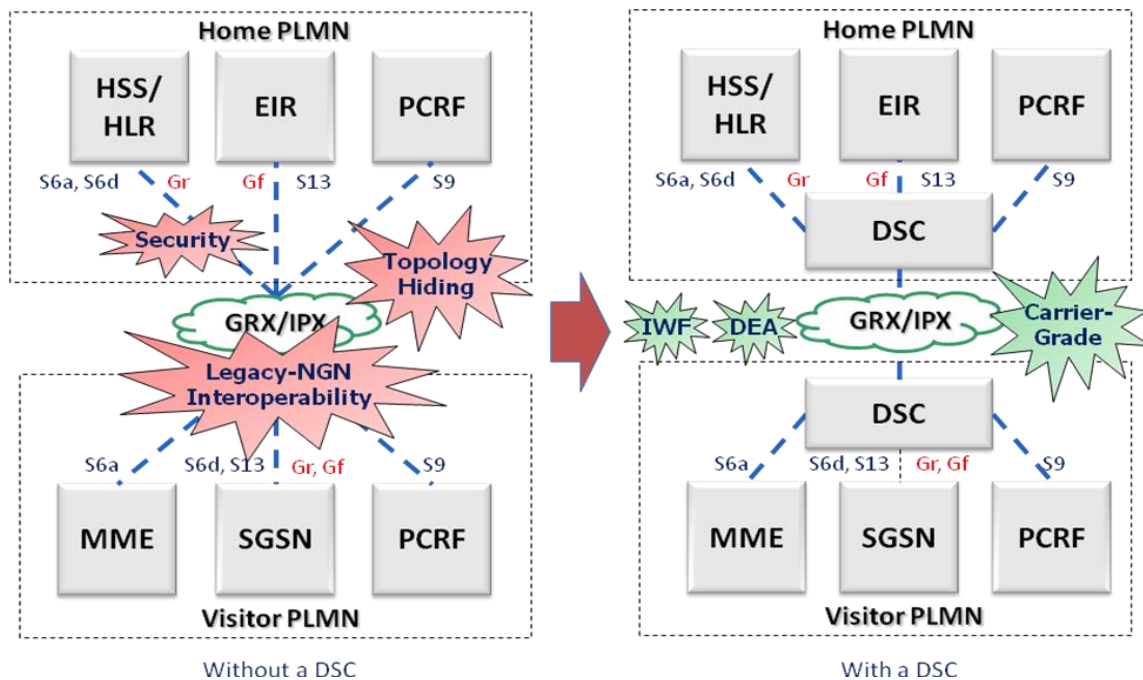 Home PLMN
HSS/
HLR
EIR
PCRF
S6a, S6d
Gr
Gf
S13
S9
Security
Topology
Hiding
GRX/IPX
Legacy-NGN
Interoperability
S6a
S6d, S13
Gr, Gf
S9
MME
SGSN
PCRF
Visitor PLMN
Without a DSC
Home PLMN
HSS/
HLR
EIR
PCRF
S6a, S6d
Gr
Gf
S13
S9
DSC
IWF
DEA
GRX/IPX
Carrier-
Grade
DSC
S6a
S6d, S13
Gr, Gf
S9
MME
SGSN
PCRF
Visitor PLMN
With a DSC